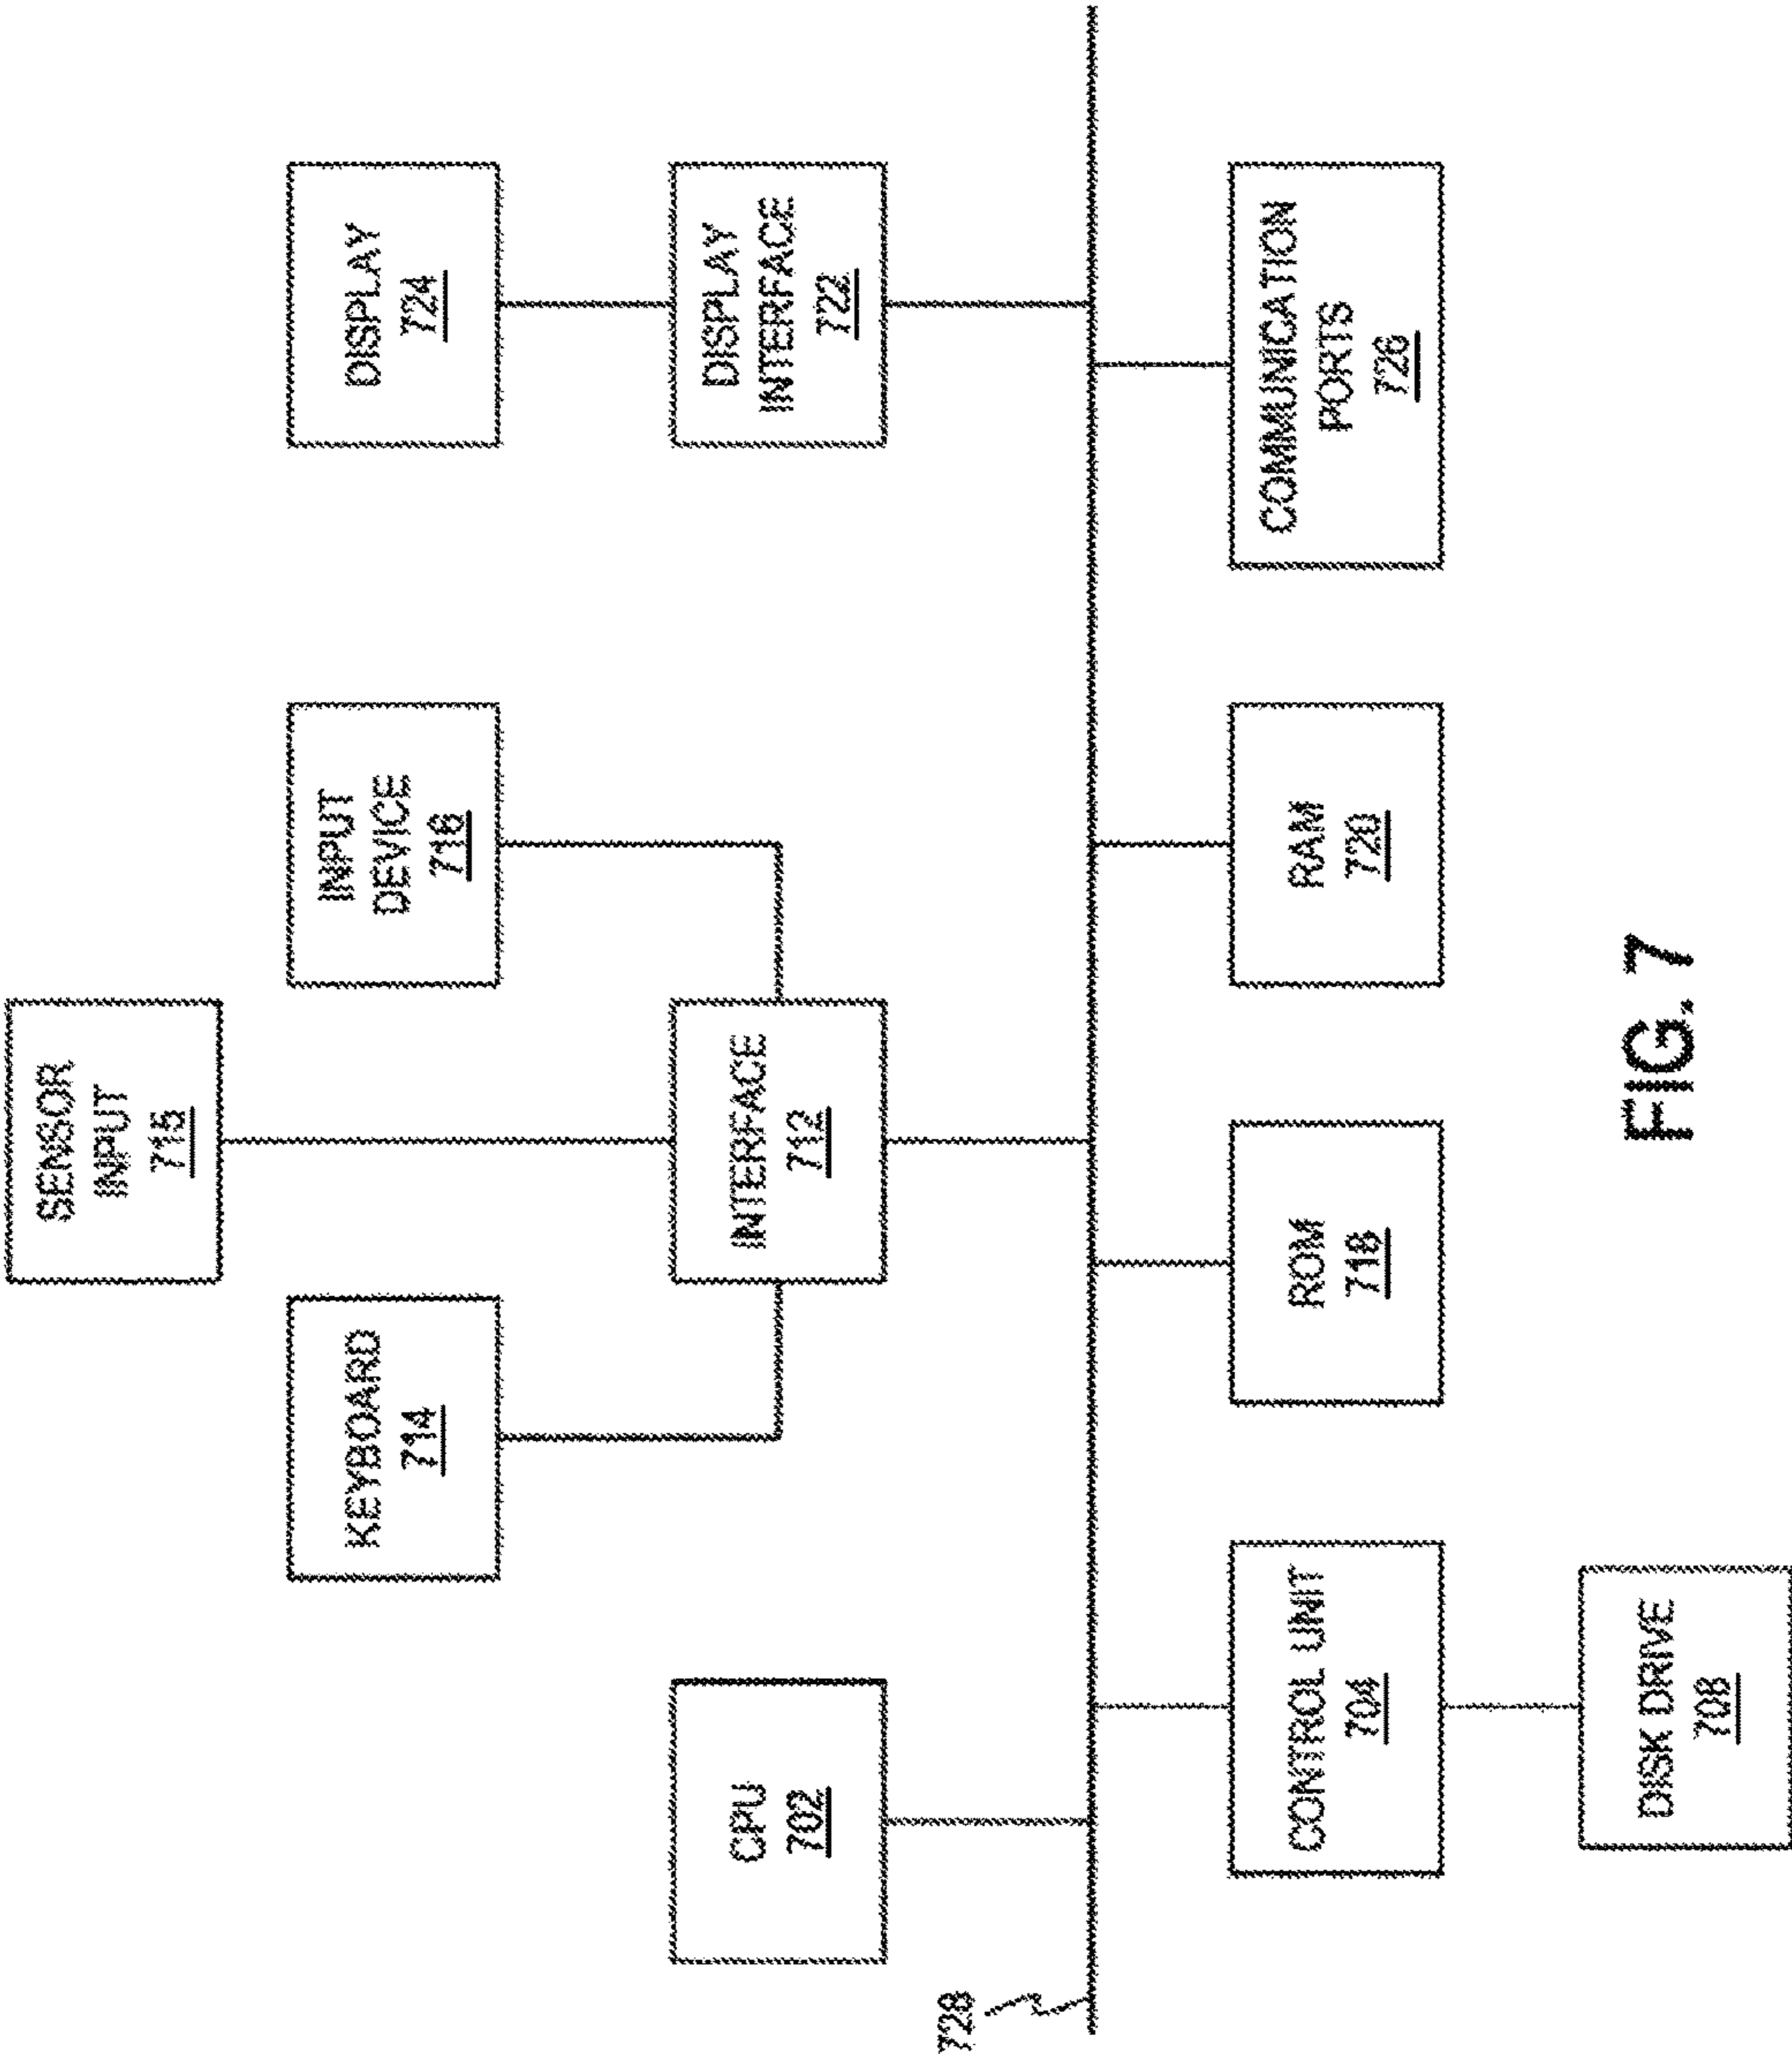 SENSOR
INPUT
715
KEYBOARD
714
INPUT
DEVICE
716
DISPLAY
724
CPU
702
INTERFACE
712
DISPLAY
INTERFACE
722
728
CONTROL UNIT
704
ROM
718
RAM
720
COMMUNICATION
PORTS
726
DISK DRIVE
708
FIG. 7